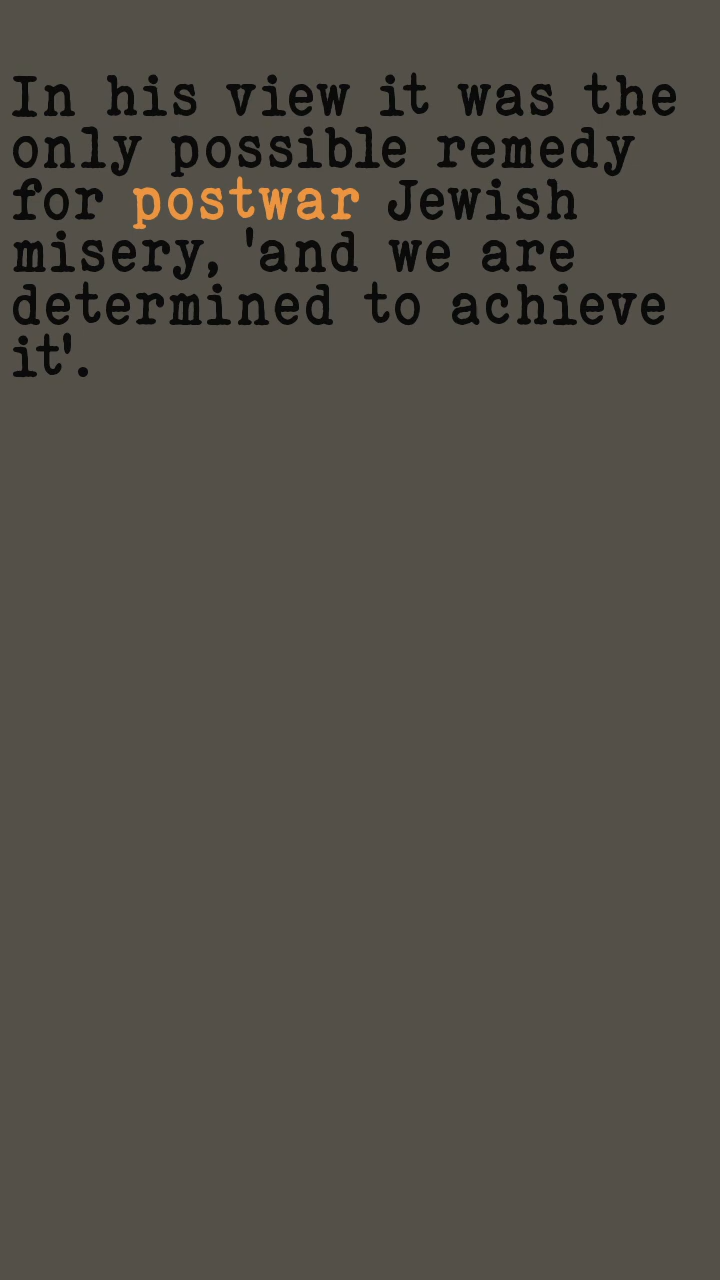 In his view it was the
only possible remedy
for postwar Jewish
misery, 'and we are
determined to achieve
it'.